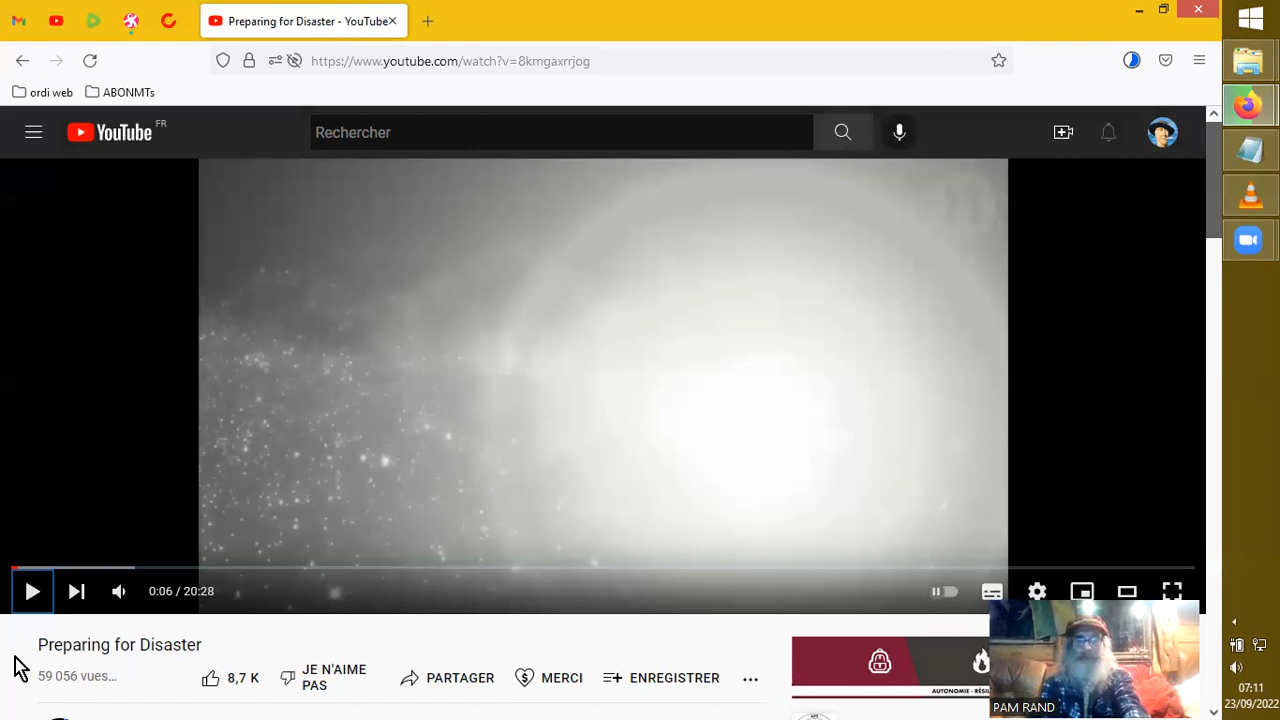 Preparing for Disaster - YouTube
https://www.youtube.com/watch?v=8kmgaxrrjog
ordi web
ABONMTs
YouTube FR
Rechercher
0:06 / 20:28
Preparing for Disaster
59 056 vues...
8,7 K
JE N'AIME
PAS
PARTAGER
MERCI
ENREGISTRER
PAM RAND
07:11
23/09/2022